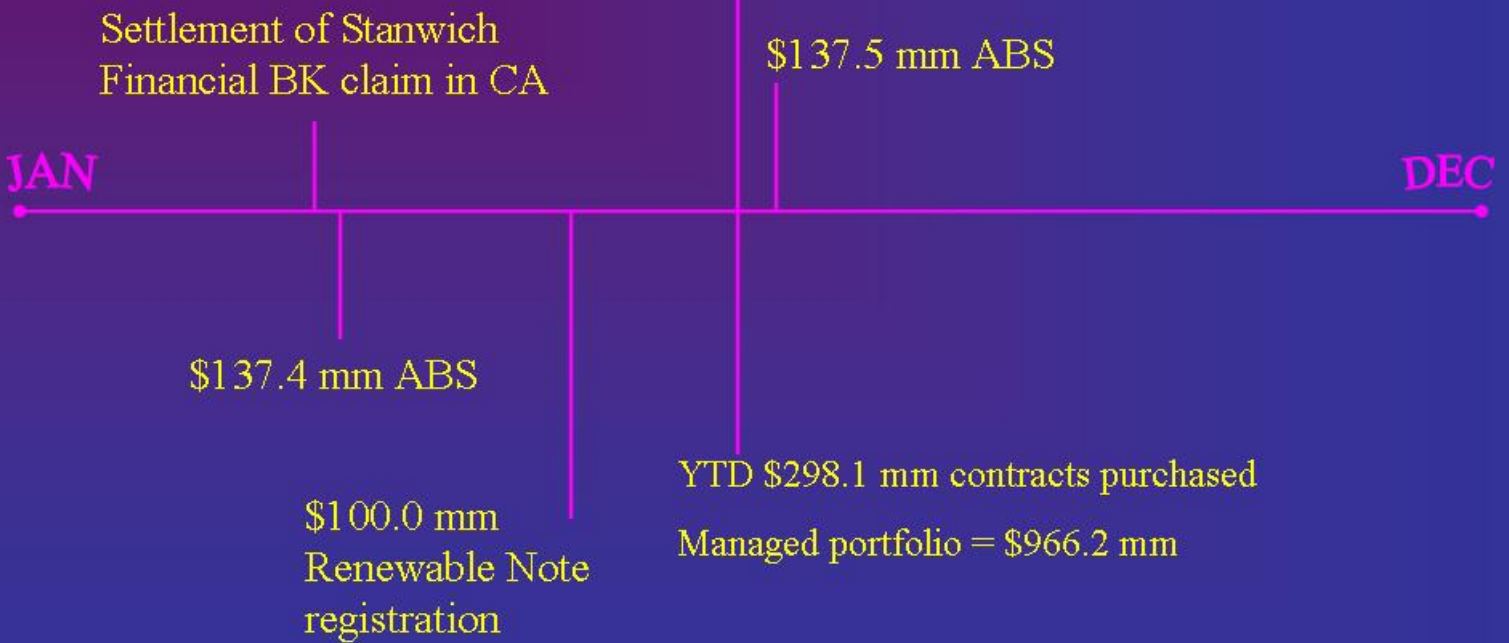 Settlement of Stanwich
Financial BK claim in CA
$137.5 mm ABS
JAN
DEC
$137.4 mm ABS
YTD $298.1 mm contracts purchased
Managed portfolio = $966.2 mm
$100.0 mm
Renewable Note
registration